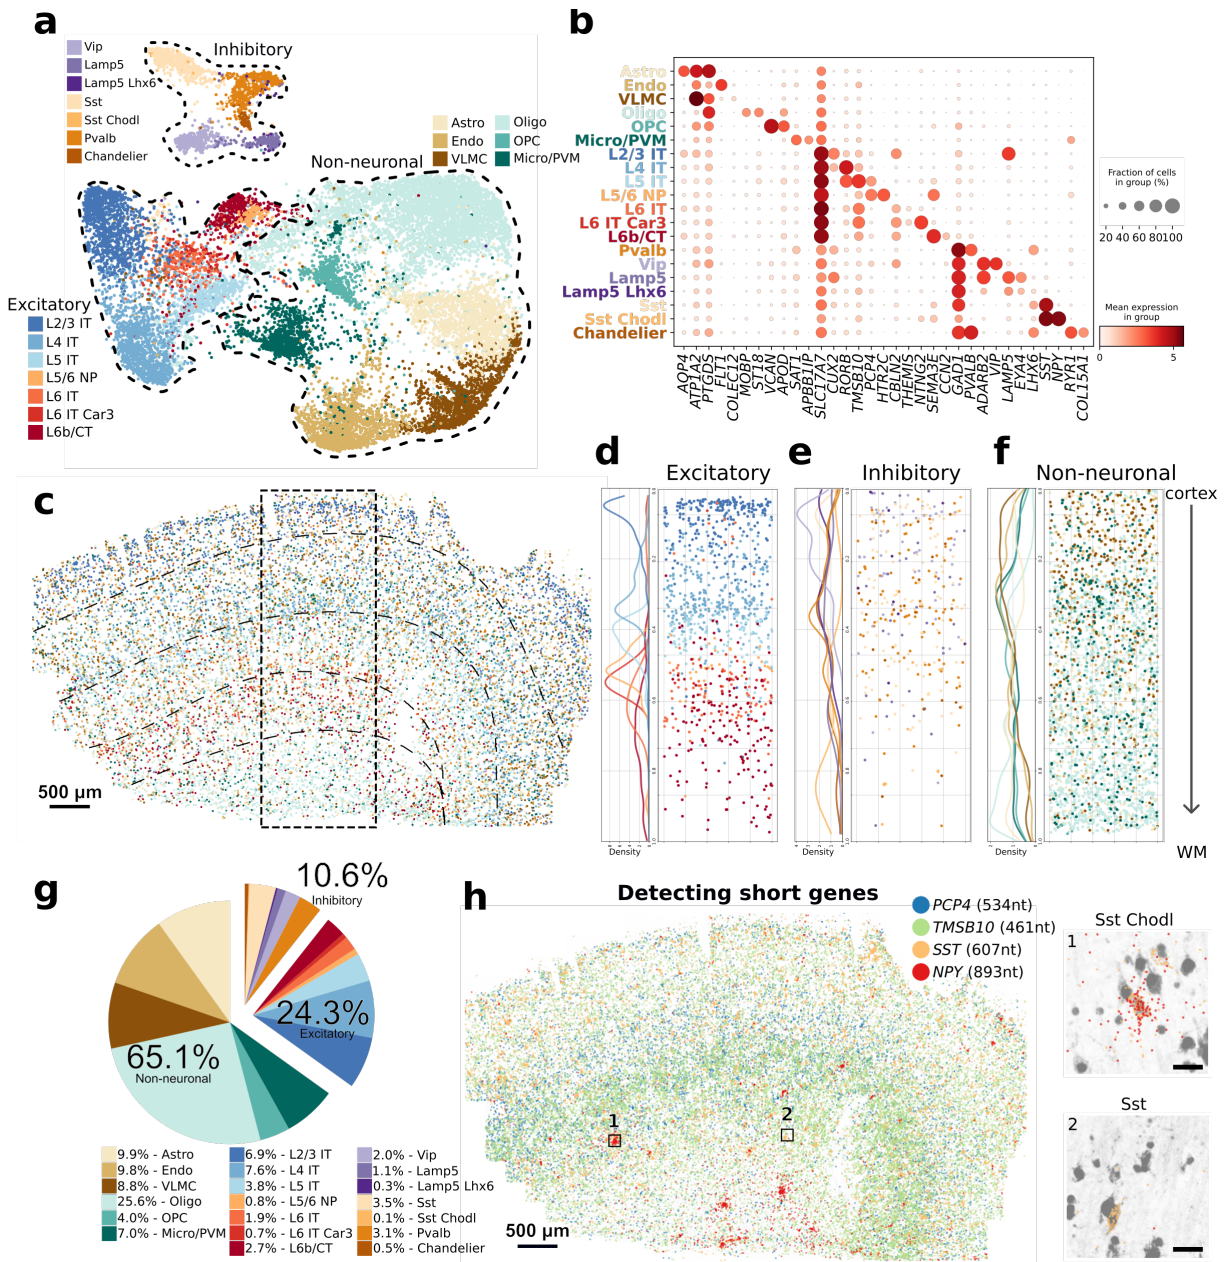 a
Inhibitory
Vip
Lamp5
Lamp5 Lhx6
Sst
Sst Chodl
Pvalb
Chandelier
Astro
Endo
VLMC
Oligo
OPC
Micro/PVM
Non-neuronal
Excitatory
L2/3 IT
L4 IT
L5 IT
L5/6 NP
L6 IT
L6 IT Car3
L6b/CT
b
Astro
Endo
VLMC
Oligo
OPC
Micro/PVM
L2/3 IT
L4 IT
L5 IT
L5/6 NP
L6 IT
L6 IT Car3
L6b/CT
Pvalb
Vip
Lamp5
Lamp5 Lhx6
Sst
Sst Chodl
Chandelier
AQP4
ATP1A2
PTGDS
FLT1
COLEC12
MOBP
ST18
VCAN
APOD
SAT1
APBB1IP
SLC17A7
CUX2
RORB
TMSB10
PCP4
HTR2C
CBLN2
THEMIS
NTNG2
SEMA3E
CCN2
GAD1
PVALB
ADARB2
VIP
LAMP5
EYA4
LHX6
SST
NPY
RYR1
COL15A1
Fraction of cells
in group (%)
20 40 60 80100
Mean expression
in group
0 5
c
500 µm
d
Excitatory
Density
e
Inhibitory
Density
f
Non-neuronal
Density
cortex
WM
g
10.6%
Inhibitory
24.3%
Excitatory
65.1%
Non-neuronal
9.9% - Astro
9.8% - Endo
8.8% - VLMC
25.6% - Oligo
4.0% - OPC
7.0% - Micro/PVM
6.9% - L2/3 IT
7.6% - L4 IT
3.8% - L5 IT
0.8% - L5/6 NP
1.9% - L6 IT
0.7% - L6 IT Car3
2.7% - L6b/CT
2.0% - Vip
1.1% - Lamp5
0.3% - Lamp5 Lhx6
3.5% - Sst
0.1% - Sst Chodl
3.1% - Pvalb
0.5% - Chandelier
h
Detecting short genes
PCP4 (534nt)
TMSB10 (461nt)
SST (607nt)
NPY (893nt)
1
2
500 µm
Sst Chodl
1
Sst
2